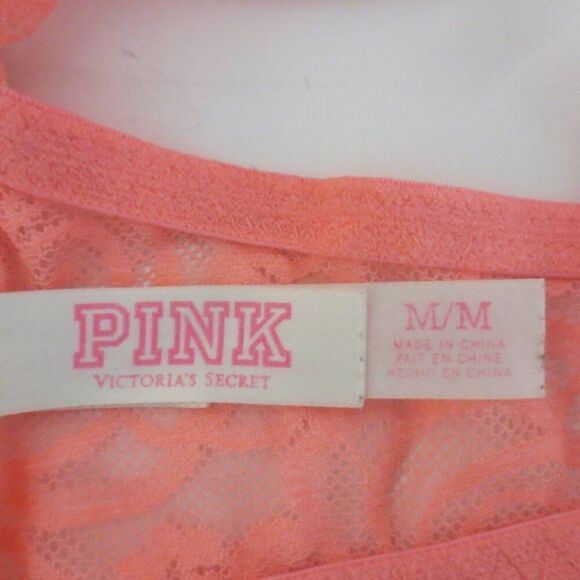 PINK
VICTORIA'S SECRET
M/M
MADE IN CHINA
FAIT EN CHINE
HECHO EN CHINA